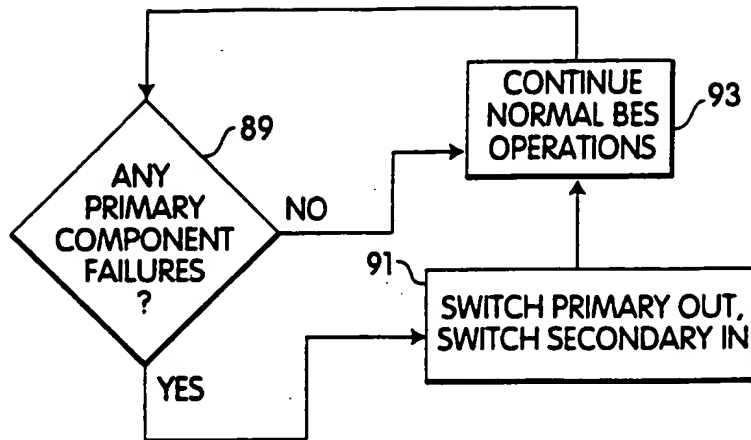 CONTINUE
NORMAL BES
OPERATIONS
93
89
ANY
PRIMARY
COMPONENT
FAILURES
?
NO
91
SWITCH PRIMARY OUT,
SWITCH SECONDARY IN
YES